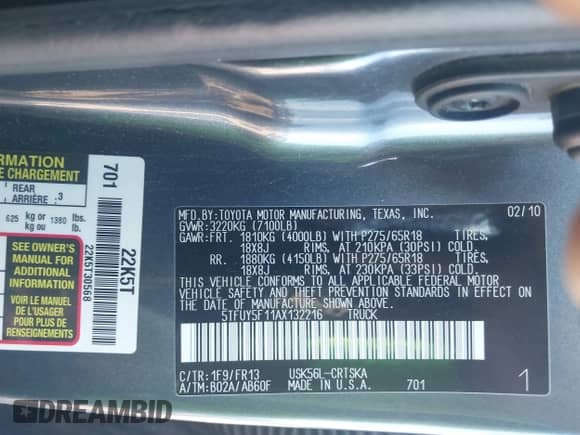 FORMATION
E CHARGEMENT
REAR
ARRIÈRE 3
625 kg or kg ou 1380 lbs. lb.
SEE OWNER'S
MANUAL FOR
ADDITIONAL
INFORMATION
VOIR LE MANUEL
DE L'USAGER
POUR PLUS DE
RENSEIGNEMENTS
701
22K5T
22K5T30568
MFD.BY:TOYOTA MOTOR MANUFACTURING, TEXAS, INC. 02/10
GVWR:3220KG (7100LB)
GAWR:FRT. 1810KG (4000LB) WITH P275/65R18 TIRES,
18X8J RIMS, AT 210KPA (30PSI) COLD.
RR. 1880KG (4150LB) WITH P275/65R18 TIRES,
18X8J RIMS, AT 230KPA (33PSI) COLD.
THIS VEHICLE CONFORMS TO ALL APPLICABLE FEDERAL MOTOR
VEHICLE SAFETY AND THEFT PREVENTION STANDARDS IN EFFECT
ON THE DATE OF MANUFACTURE SHOWN ABOVE.
5TFUY5F11AX132216 TRUCK
C/TR:1F9/FR13 USK56L-CRTSKA
A/TM:B02A/AB60F MADE IN U.S.A. 701 1
DREAMBID